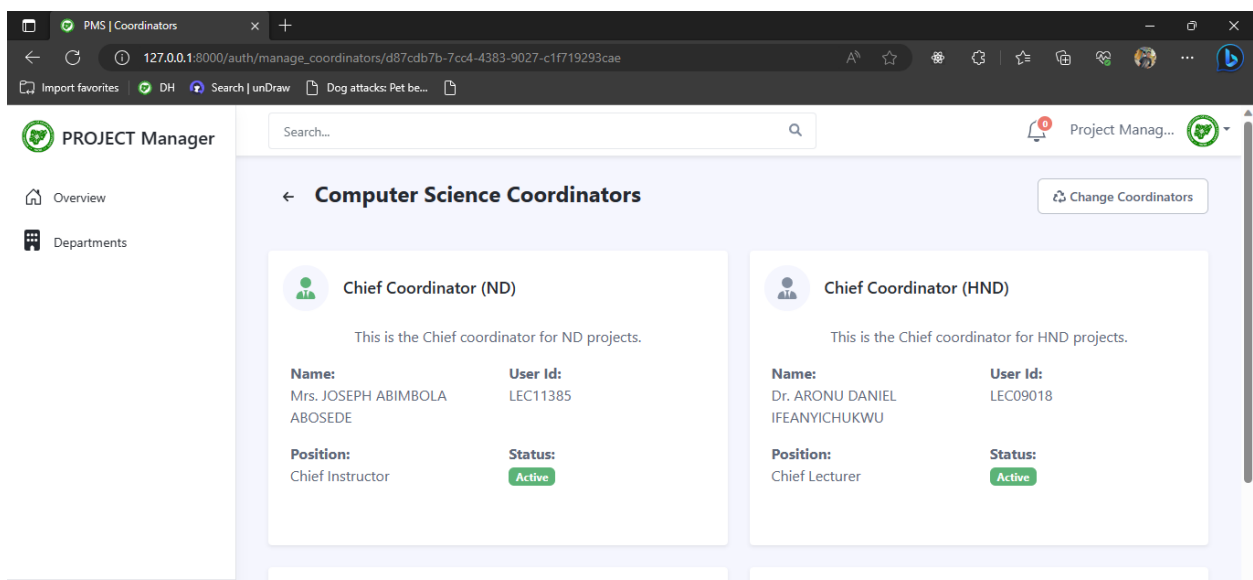 PMS | Coordinators
127.0.0.1:8000/auth/manage_coordinators/d87cdb7b-7cc4-4383-9027-c1f719293cae
Import favorites
DH
Search | unDraw
Dog attacks: Pet be...
PROJECT Manager
Search...
0
Project Manag...
Overview
Departments
Computer Science Coordinators
Change Coordinators
Chief Coordinator (ND)
This is the Chief coordinator for ND projects.
Name:
Mrs. JOSEPH ABIMBOLA
ABOSEDE
User Id:
LEC11385
Position:
Chief Instructor
Status:
Active
Chief Coordinator (HND)
This is the Chief coordinator for HND projects.
Name:
Dr. ARONU DANIEL
IFEANYICHUKWU
User Id:
LEC09018
Position:
Chief Lecturer
Status:
Active